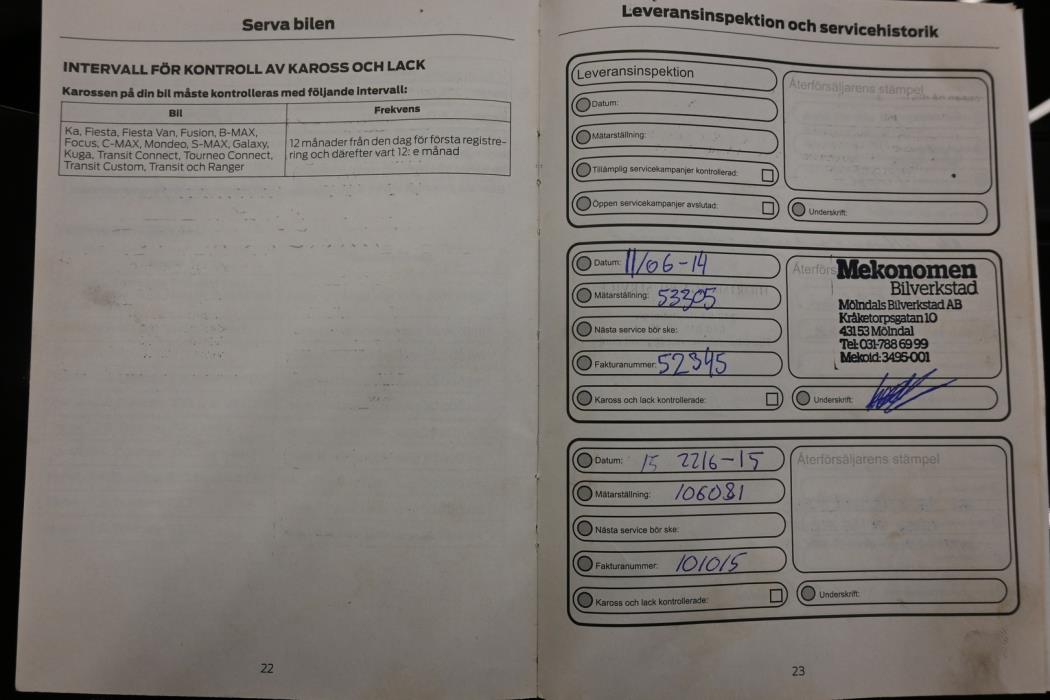 Serva bilen
INTERVALL FÖR KONTROLL AV KAROSS OCH LACK
Karossen på din bil måste kontrolleras med följande intervall:
Bil
Frekvens
Ka, Fiesta, Fiesta Van, Fusion, B-MAX,
Focus, C-MAX, Mondeo, S-MAX, Galaxy,
Kuga, Transit Connect, Tourneo Connect,
Transit Custom, Transit och Ranger
12 månader från den dag för första registre-
ring och därefter vart 12: e månad
22
Leveransinspektion och servicehistorik
Leveransinspektion
Datum:
Mätarställning:
Tillämplig servicekampanjer kontrollerad:
Öppen servicekampanjer avslutad:
Återförsäljarens stämpel
Underskrift:
Datum: 11/06-14
Mätarställning: 53305
Nästa service bör ske:
Fakturanummer: 52345
Kaross och lack kontrollerade:
Återförs
Mekonomen
Bilverkstad
Mölndals Bilverkstad AB
Kråketorpsgatan 10
431 53 Mölndal
Tel: 031-788 69 99
Mekoid: 3495-001
Underskrift:
Datum: 15 22/6-15
Mätarställning: 106081
Nästa service bör ske:
Fakturanummer: 101015
Kaross och lack kontrollerade:
Återförsäljarens stämpel
Underskrift:
23